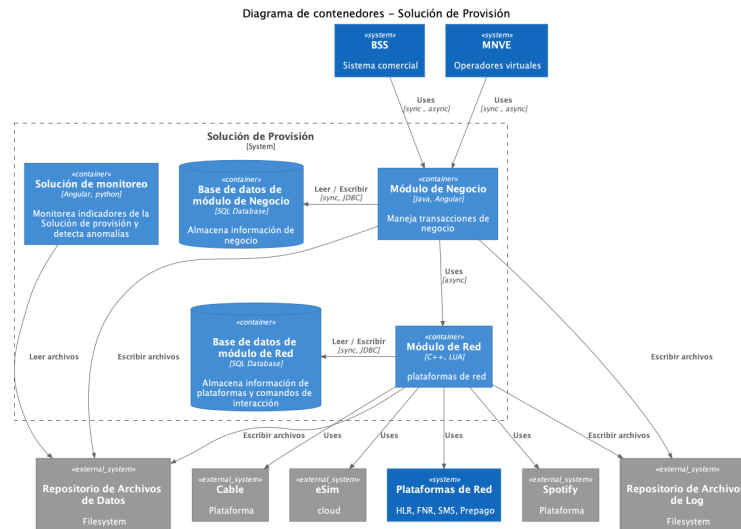 Diagrama de contenedores - Solución de Provisión
«system»
BSS
Sistema comercial
«system»
MNVE
Operadores virtuales
Uses
[sync , async]
Uses
[sync , async]
Solución de Provisión
[System]
«container»
Solución de monitoreo
[Angular, python]
Monitorea indicadores de la
Solución de provisión y
detecta anomalías
«container»
Base de datos de
módulo de Negocio
[SQL Database]
Almacena información de
negocio
Leer / Escribir
[sync, JDBC]
«container»
Módulo de Negocio
[Java, Angular]
Maneja transacciones de
negocio
Uses
[async]
«container»
Base de datos de
módulo de Red
[SQL Database]
Almacena información de
plataformas y comandos de
interacción
Leer / Escribir
[sync, JDBC]
«container»
Módulo de Red
[C++, LUA]
plataformas de red
Leer archivos
Escribir archivos
Escribir archivos
Escribir archivos
Uses
Uses
Uses
Uses
Escribir archivos
«external_system»
Repositorio de Archivos
de Datos
Filesystem
«external_system»
Cable
Plataforma
«external_system»
eSim
cloud
«system»
Plataformas de Red
HLR, FNR, SMS, Prepago
«external_system»
Spotify
Plataforma
«external_system»
Repositorio de Archivos
de Log
Filesystem